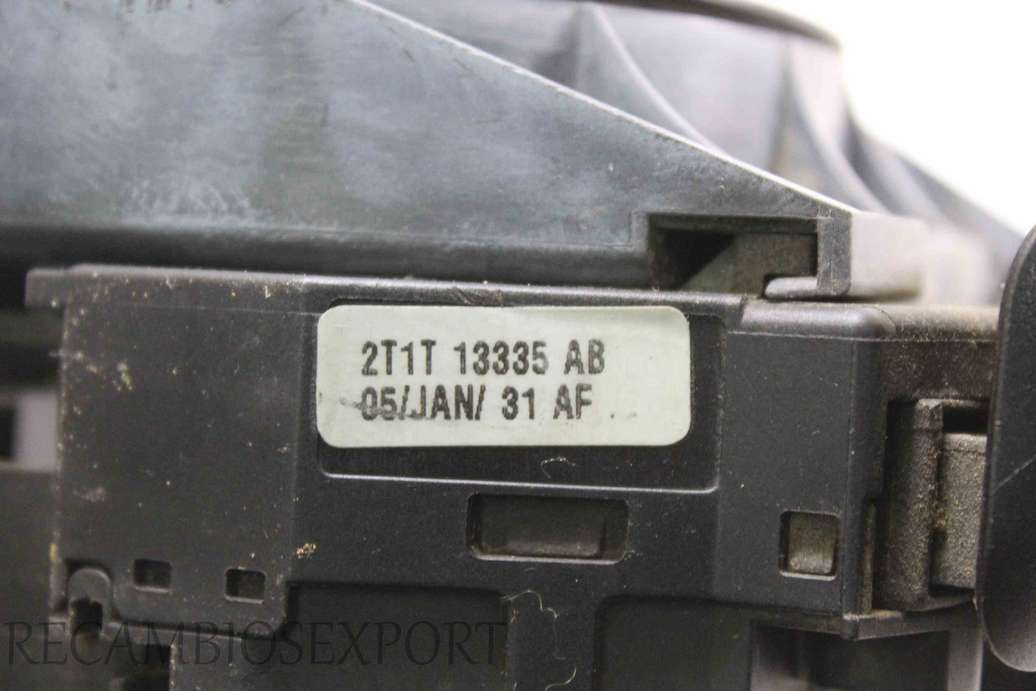 2T1T 13335 AB
05/JAN/ 31 AF
RECAMBIOSEXPORT